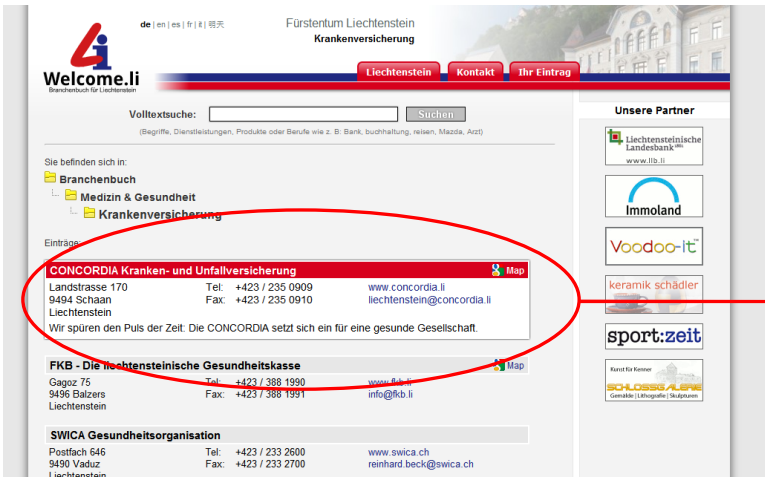 de | en | es | fr | it | 明天
Fürstentum Liechtenstein
Krankenversicherung
Welcome.li
Branchenbuch für Liechtenstein
Liechtenstein
Kontakt
Ihr Eintrag
Volltextsuche:
Suchen
(Begriffe, Dienstleistungen, Produkte oder Berufe wie z. B: Bank, buchhaltung, reisen, Mazda, Arzt)
Sie befinden sich in:
Branchenbuch
Medizin & Gesundheit
Krankenversicherung
Einträge:
CONCORDIA Kranken- und Unfallversicherung Map
Landstrasse 170 Tel: +423 / 235 0909 www.concordia.li
9494 Schaan Fax: +423 / 235 0910 liechtenstein@concordia.li
Liechtenstein
Wir spüren den Puls der Zeit: Die CONCORDIA setzt sich ein für eine gesunde Gesellschaft.
FKB - Die liechtensteinische Gesundheitskasse Map
Gagoz 75 Tel: +423 / 388 1990 www.fkb.li
9496 Balzers Fax: +423 / 388 1991 info@fkb.li
Liechtenstein
SWICA Gesundheitsorganisation
Postfach 646 Tel: +423 / 233 2600 www.swica.ch
9490 Vaduz Fax: +423 / 233 2700 reinhard.beck@swica.ch
Liechtenstein
Unsere Partner
Liechtensteinische
Landesbank 1861
www.llb.li
Immoland
Voodoo-it™
keramik schädler
sport:zeit
Kunst für Kenner
SCHLOSSGALERIE
Gemälde | Lithografie | Skulpturen